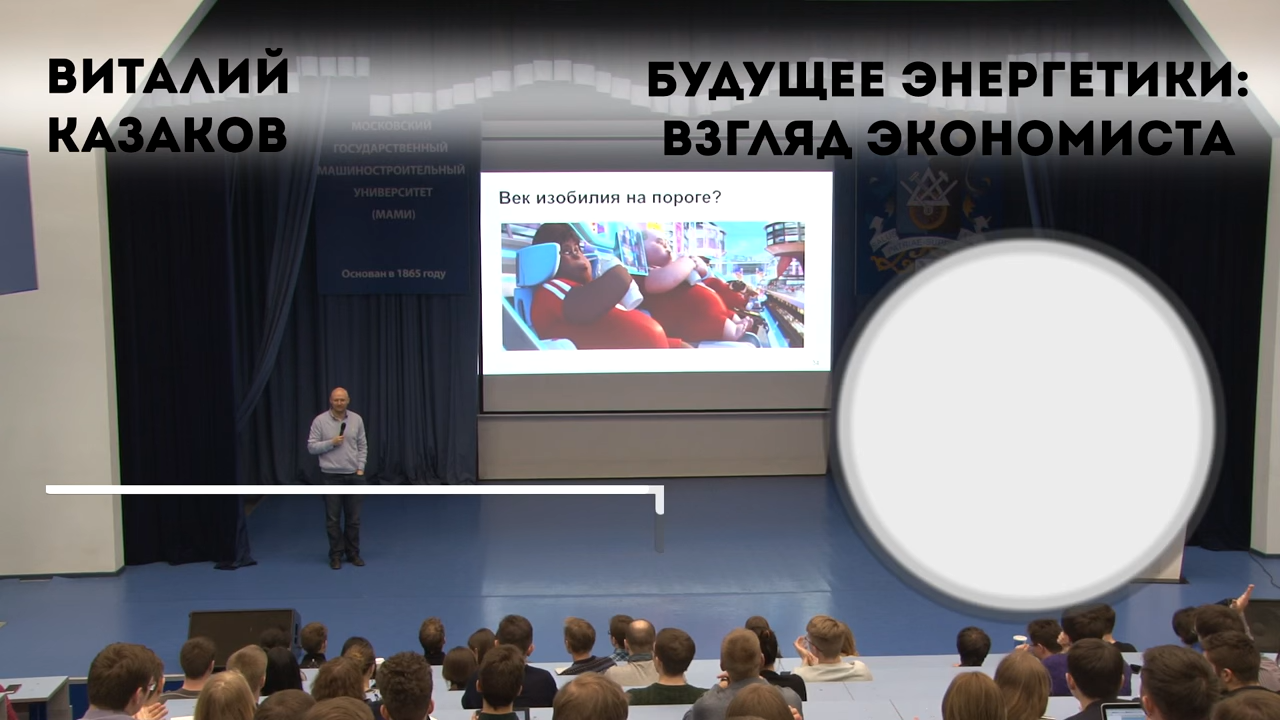 ВИТАЛИЙ
КАЗАКОВ
БУДУЩЕЕ ЭНЕРГЕТИКИ:
ВЗГЛЯД ЭКОНОМИСТА
МОСКОВСКИЙ
ГОСУДАРСТВЕННЫЙ
МАШИНОСТРОИТЕЛЬНЫЙ
УНИВЕРСИТЕТ
(МАМИ)
Основан в 1865 году
Век изобилия на пороге?